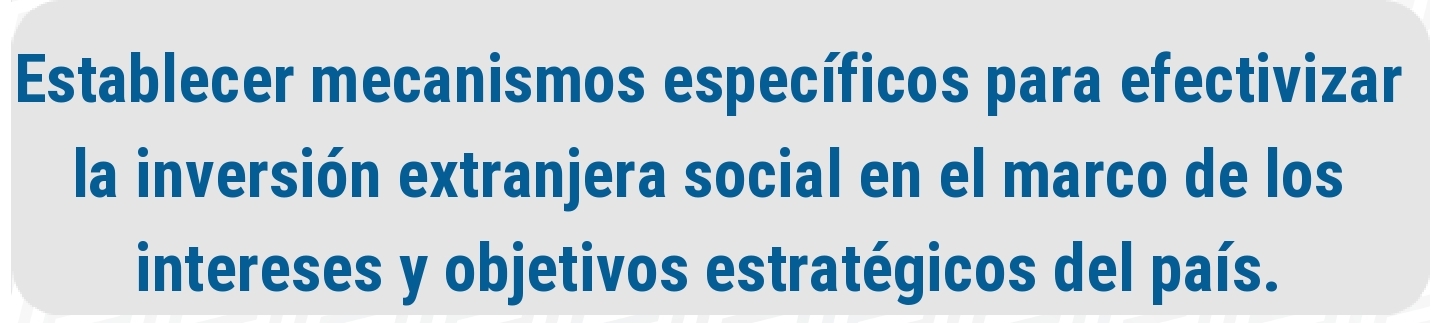 Establecer mecanismos específicos para efectivizar
la inversión extranjera social en el marco de los
intereses y objetivos estratégicos del país.